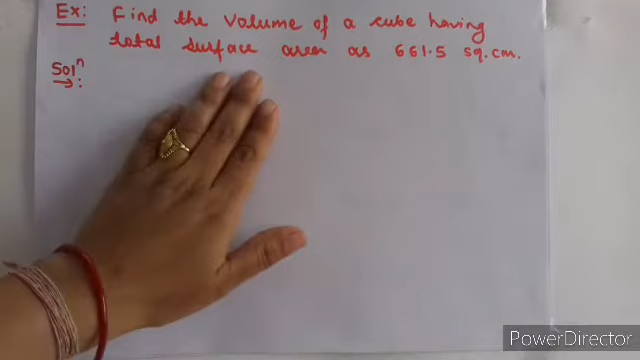 Ex: Find the volume of a cube having
total surface area as 661.5 sq.cm.
Solⁿ
→:
PowerDirector